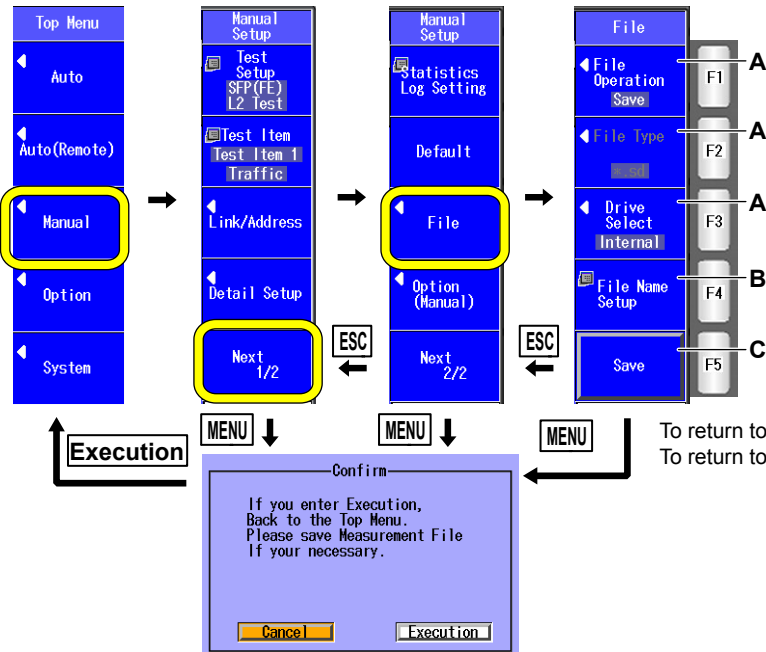 Top Menu
Auto
Auto(Remote)
Manual
Option
System
Manual
Setup
Test
Setup
SFP(FE)
L2 Test
Test Item
Test Item 1
Traffic
Link/Address
Detail Setup
Next
1/2
Manual
Setup
Statistics
Log Setting
Default
File
Option
(Manual)
Next
2/2
File
File
Operation
Save
File Type
*.sd
Drive
Select
Internal
File Name
Setup
Save
F1
F2
F3
F4
F5
A
A
A
B
C
ESC
ESC
MENU
MENU
MENU
Execution
To return to
To return to
Confirm
If you enter Execution,
Back to the Top Menu.
Please save Measurement File
If your necessary.
Cancel
Execution